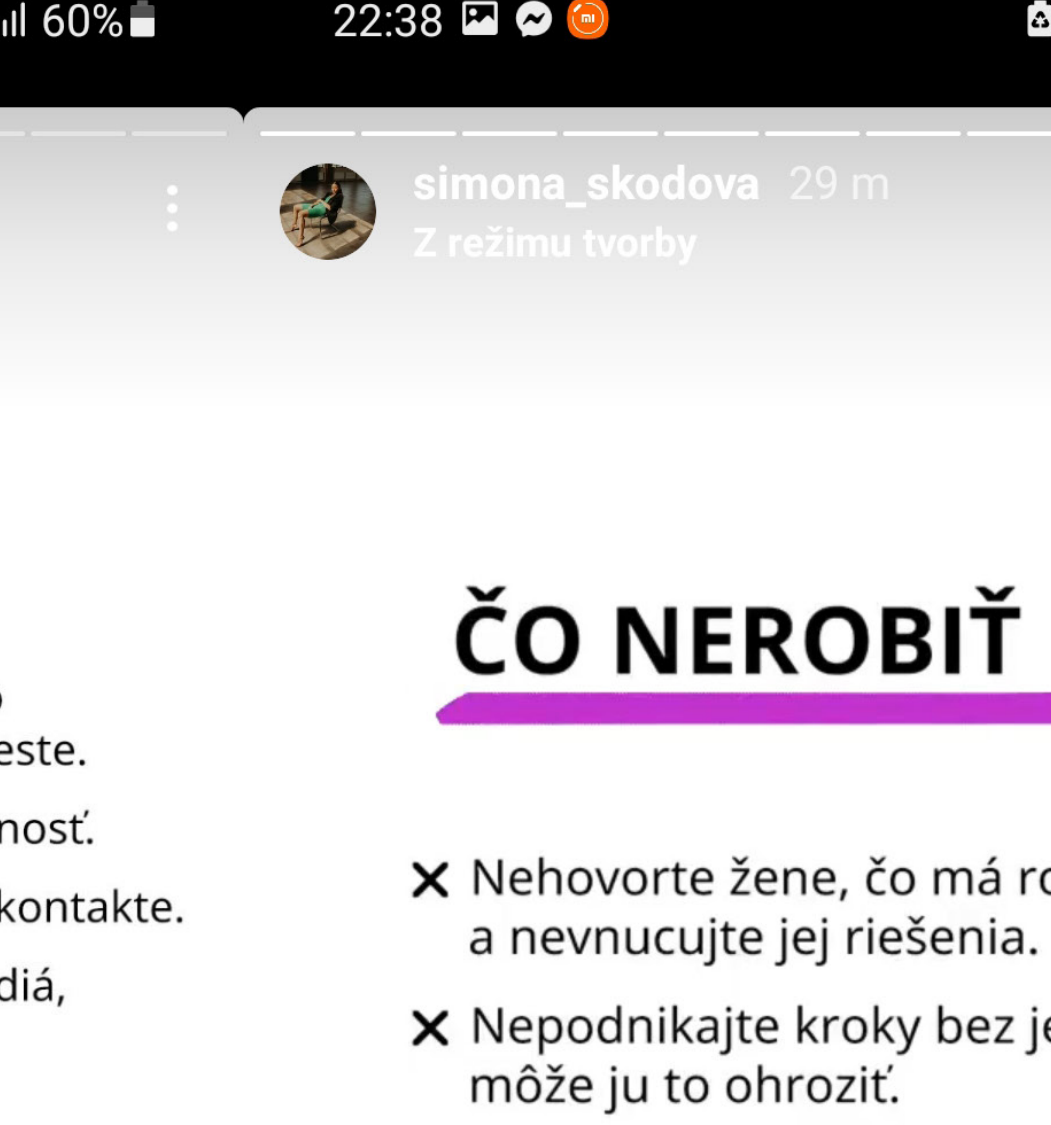 60%
22:38
simona_skodova 29 m
Z režimu tvorby
este.
nosť.
kontakte.
diá,
ČO NEROBIŤ
Nehovorte žene, čo má
a nevnucujte jej riešenia.
Nepodnikajte kroky bez
môže ju to ohroziť.